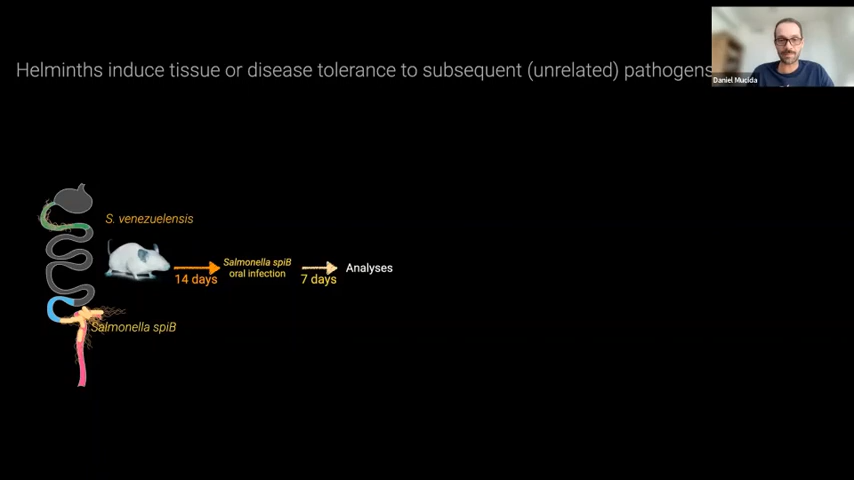 Helminths induce tissue or disease tolerance to subsequent (unrelated) pathogens
Daniel Mucida
S. venezuelensis
Salmonella spiB
oral infection
14 days
7 days
Analyses
Salmonella spiB